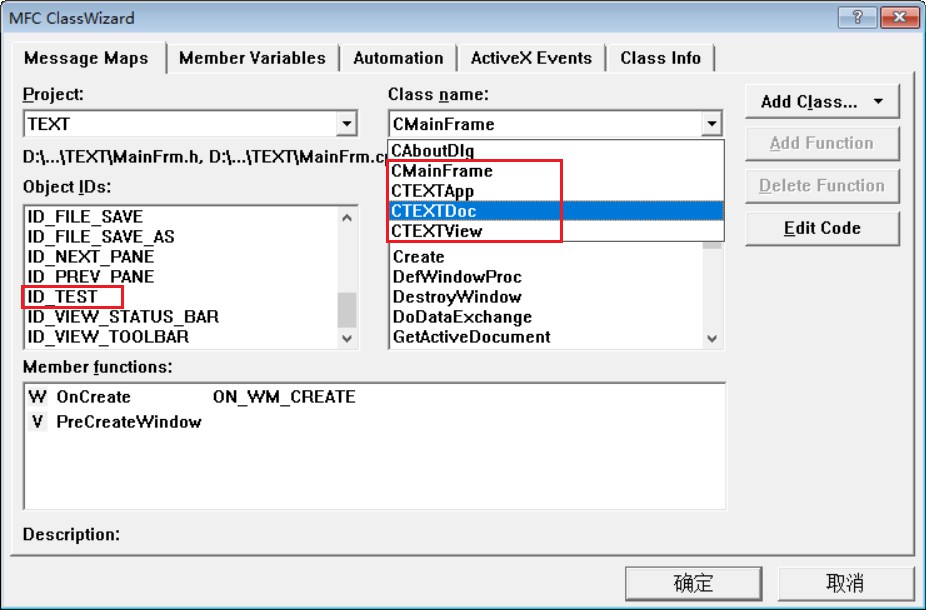 MFC ClassWizard
Message Maps
Member Variables
Automation
ActiveX Events
Class Info
Project:
Class name:
TEXT
CMainFrame
Add Class...
D:\...\TEXT\MainFrm.h, D:\...\TEXT\MainFrm.cp
CAboutDlg
CMainFrame
CTEXTApp
CTEXTDoc
CTEXTView
Add Function
Delete Function
Edit Code
Object IDs:
ID_FILE_SAVE
ID_FILE_SAVE_AS
ID_NEXT_PANE
ID_PREV_PANE
ID_TEST
ID_VIEW_STATUS_BAR
ID_VIEW_TOOLBAR
Create
DefWindowProc
DestroyWindow
DoDataExchange
GetActiveDocument
Member functions:
W OnCreate ON_WM_CREATE
V PreCreateWindow
Description:
确定
取消